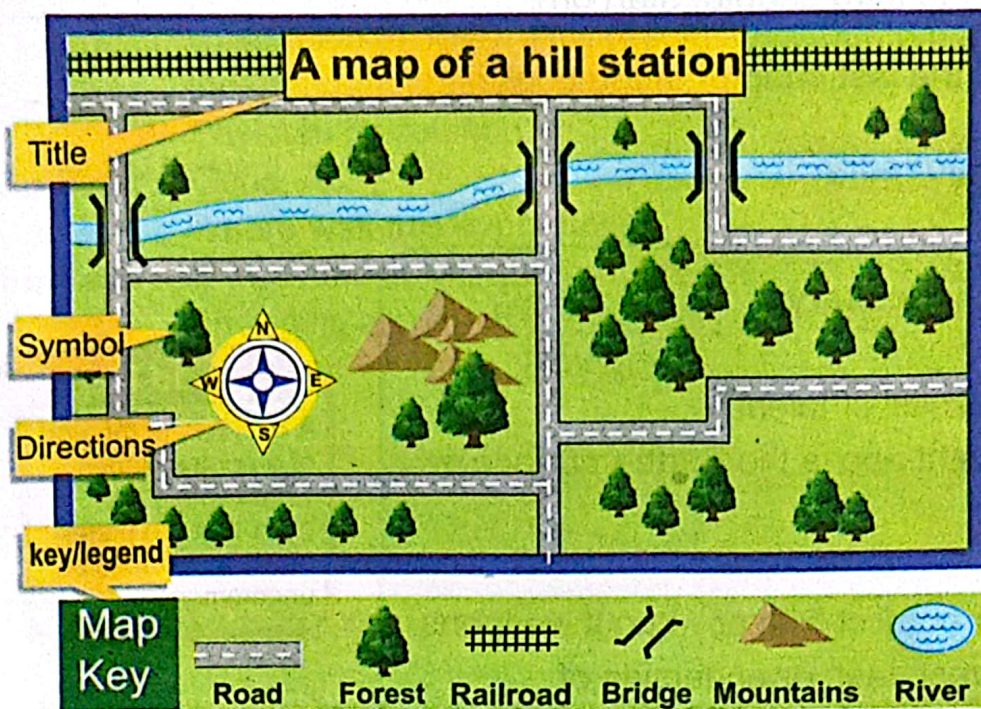 A map of a hill station
Title
Symbol
N
W E
S
Directions
key/legend
Map
Key
Road Forest Railroad Bridge Mountains River